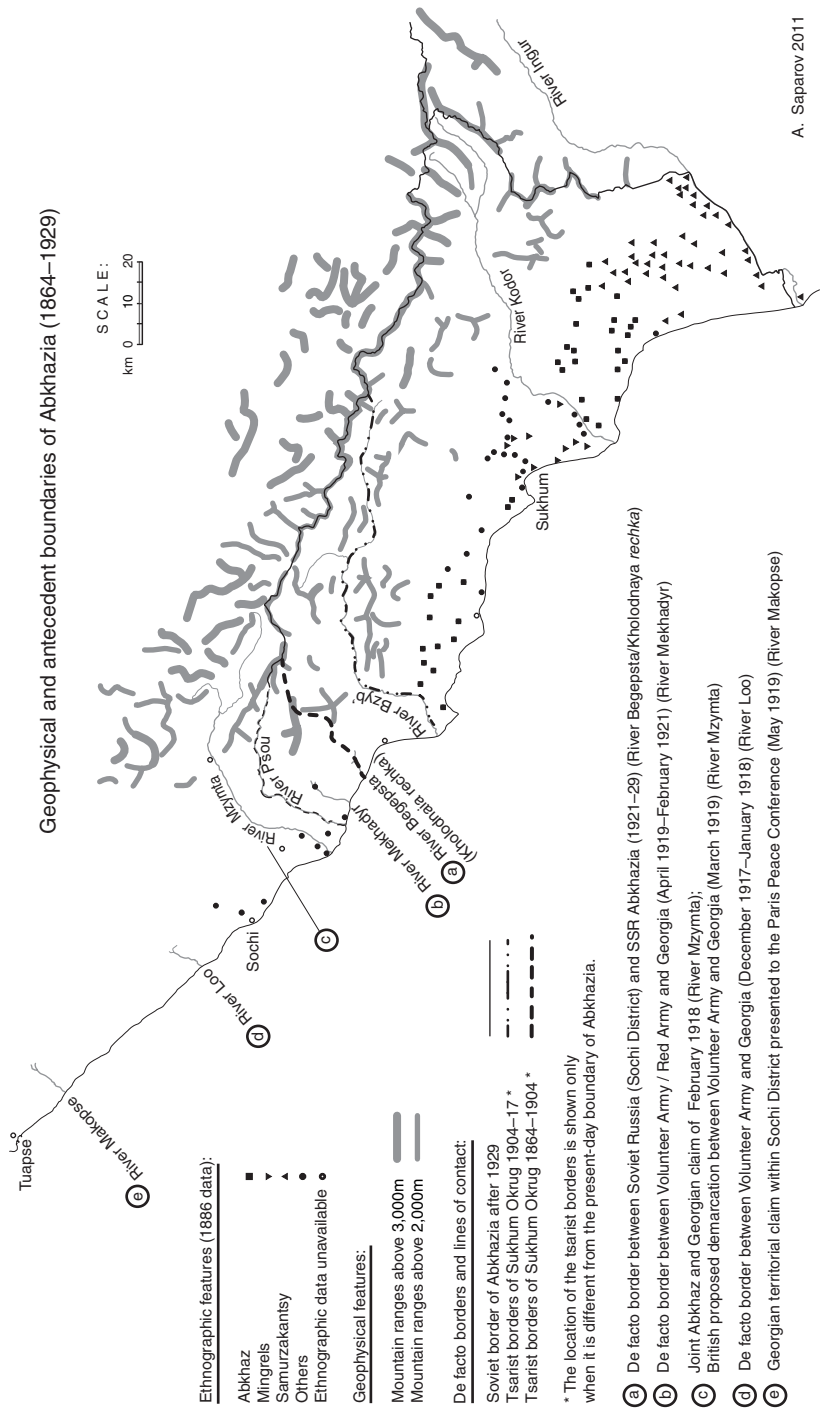 Geophysical and antecedent boundaries of Abkhazia (1864–1929)
SCALE:
km 0 10 20
Tuapse
River Makopse
e
River Loo
d
Sochi
c
River Mzymta
River Mzymta
River Psou
b
River Mekhadyr
a
River Begepsta
(Kholodnaia rechka)
River Bzyb'
Sukhum
River Kodor
River Ingur
Ethnographic features (1886 data):
Abkhaz
Mingrels
Samurzakantsy
Others
Ethnographic data unavailable
Geophysical features:
Mountain ranges above 3,000m
Mountain ranges above 2,000m
De facto borders and lines of contact:
Soviet border of Abkhazia after 1929
Tsarist borders of Sukhum Okrug 1904–17 *
Tsarist borders of Sukhum Okrug 1864–1904 *
* The location of the tsarist borders is shown only
when it is different from the present-day boundary of Abkhazia.
a De facto border between Soviet Russia (Sochi District) and SSR Abkhazia (1921–29) (River Begepsta/Kholodnaya rechka)
b De facto border between Volunteer Army / Red Army and Georgia (April 1919–February 1921) (River Mekhadyr)
c Joint Abkhaz and Georgian claim of February 1918 (River Mzymta);
British proposed demarcation between Volunteer Army and Georgia (March 1919) (River Mzymta)
d De facto border between Volunteer Army and Georgia (December 1917–January 1918) (River Loo)
e Georgian territorial claim within Sochi District presented to the Paris Peace Conference (May 1919) (River Makopse)
A. Saparov 2011